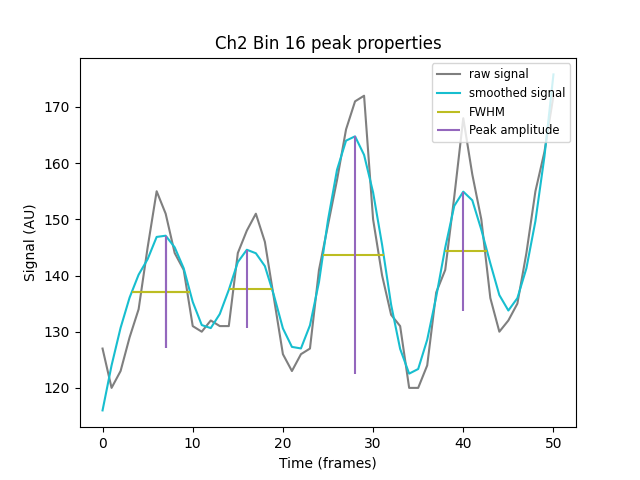 Ch2 Bin 16 peak properties
raw signal
smoothed signal
FWHM
Peak amplitude
Signal (AU)
170
160
150
140
130
120
0 10 20 30 40 50
Time (frames)